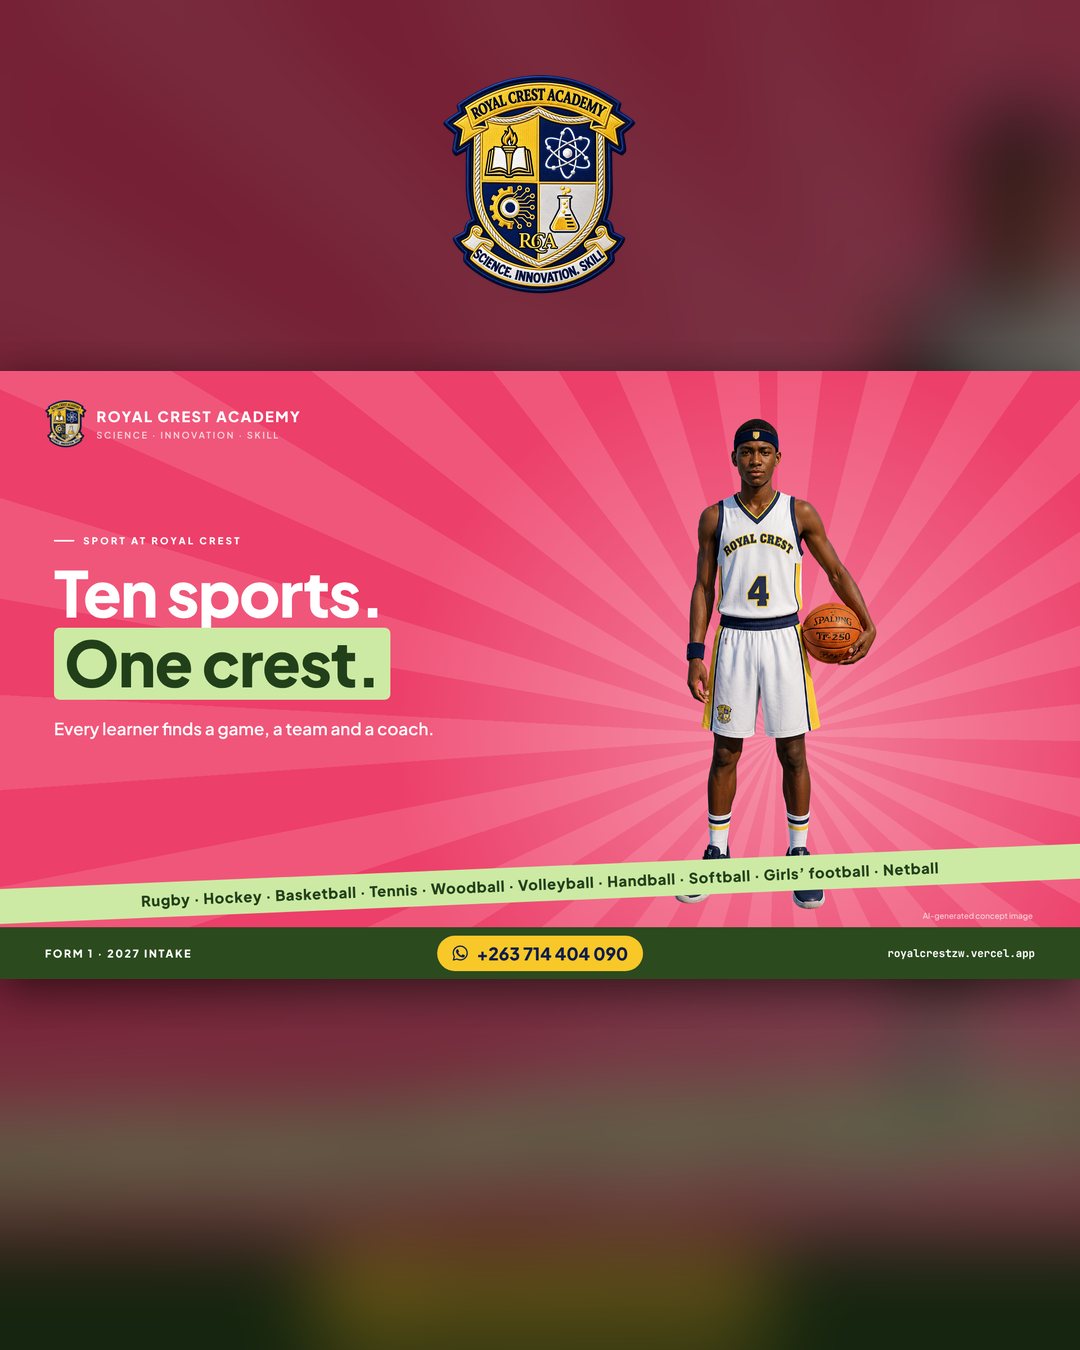 ROYAL CREST ACADEMY
RCA
SCIENCE. INNOVATION. SKILL
ROYAL CREST ACADEMY
SCIENCE · INNOVATION · SKILL
SPORT AT ROYAL CREST
Ten sports.
One crest.
Every learner finds a game, a team and a coach.
ROYAL CREST
4
SPALDING
TF-250
Rugby · Hockey · Basketball · Tennis · Woodball · Volleyball · Handball · Softball · Girls’ football · Netball
AI-generated concept image
FORM 1 · 2027 INTAKE
+263 714 404 090
royalcrestzw.vercel.app